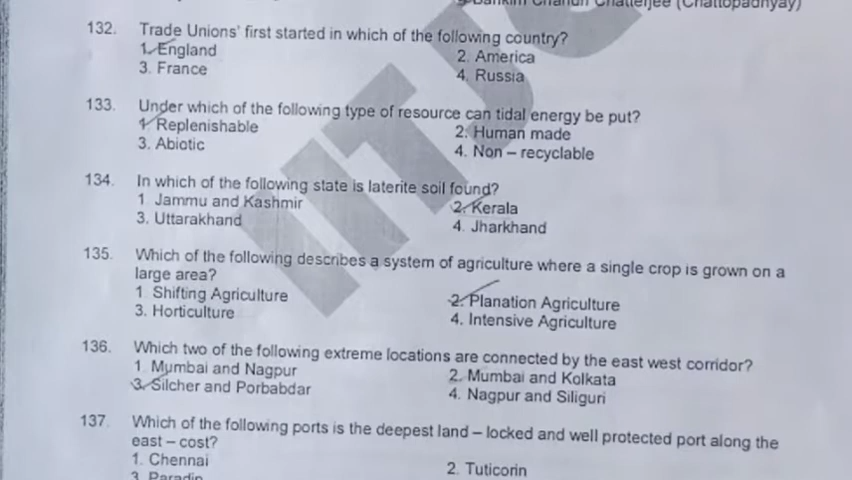 Bankim Chandr Chatterjee (Chattopadhyay)
132. Trade Unions' first started in which of the following country?
1. England 2. America
3. France 4. Russia
133. Under which of the following type of resource can tidal energy be put?
1. Replenishable 2. Human made
3. Abiotic 4. Non – recyclable
134. In which of the following state is laterite soil found?
1 Jammu and Kashmir 2. Kerala
3. Uttarakhand 4. Jharkhand
135. Which of the following describes a system of agriculture where a single crop is grown on a
large area?
1 Shifting Agriculture 2. Planation Agriculture
3. Horticulture 4. Intensive Agriculture
136. Which two of the following extreme locations are connected by the east west corridor?
1 Mumbai and Nagpur 2. Mumbai and Kolkata
3. Silcher and Porbabdar 4. Nagpur and Siliguri
137. Which of the following ports is the deepest land – locked and well protected port along the
east – cost?
1. Chennai 2. Tuticorin
3 Paradip